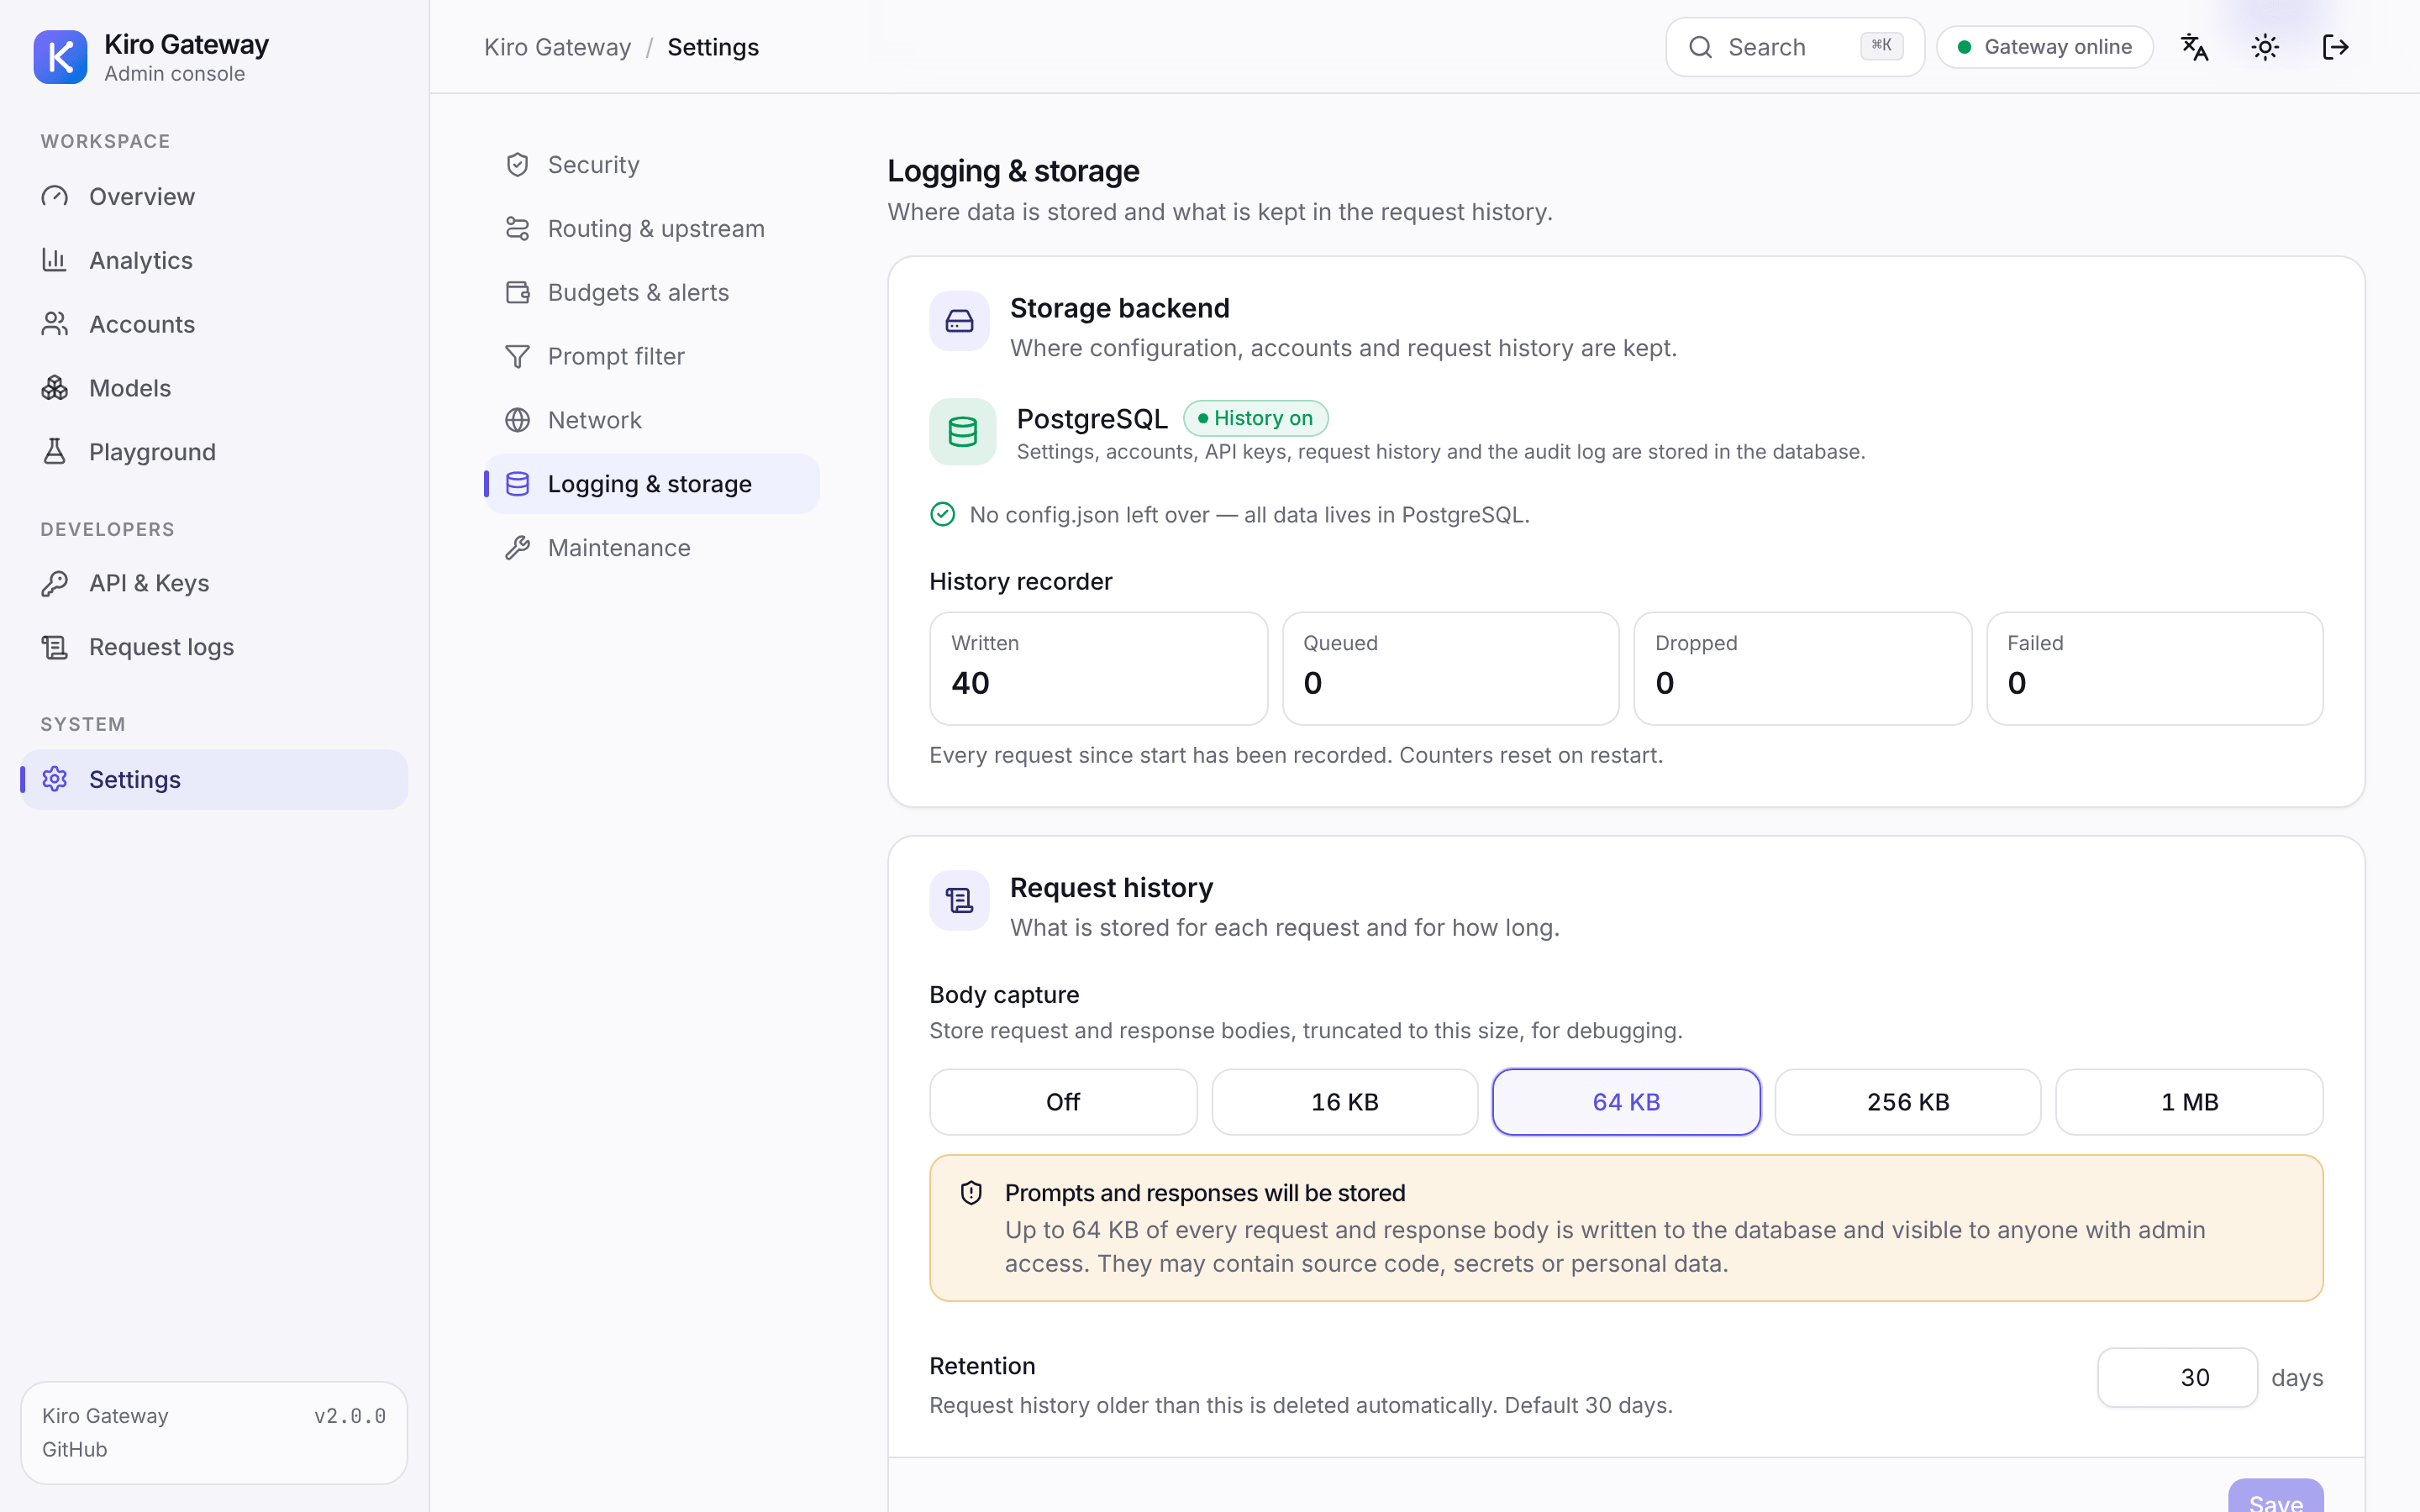 Kiro Gateway
Admin console
WORKSPACE
Overview
Analytics
Accounts
Models
Playground
DEVELOPERS
API & Keys
Request logs
SYSTEM
Settings
Kiro Gateway v2.0.0
GitHub
Kiro Gateway / Settings
Search ⌘K
Gateway online
Security
Routing & upstream
Budgets & alerts
Prompt filter
Network
Logging & storage
Maintenance
Logging & storage
Where data is stored and what is kept in the request history.
Storage backend
Where configuration, accounts and request history are kept.
PostgreSQL History on
Settings, accounts, API keys, request history and the audit log are stored in the database.
No config.json left over — all data lives in PostgreSQL.
History recorder
Written Queued Dropped Failed
40 0 0 0
Every request since start has been recorded. Counters reset on restart.
Request history
What is stored for each request and for how long.
Body capture
Store request and response bodies, truncated to this size, for debugging.
Off 16 KB 64 KB 256 KB 1 MB
Prompts and responses will be stored
Up to 64 KB of every request and response body is written to the database and visible to anyone with admin
access. They may contain source code, secrets or personal data.
Retention
30 days
Request history older than this is deleted automatically. Default 30 days.
Save